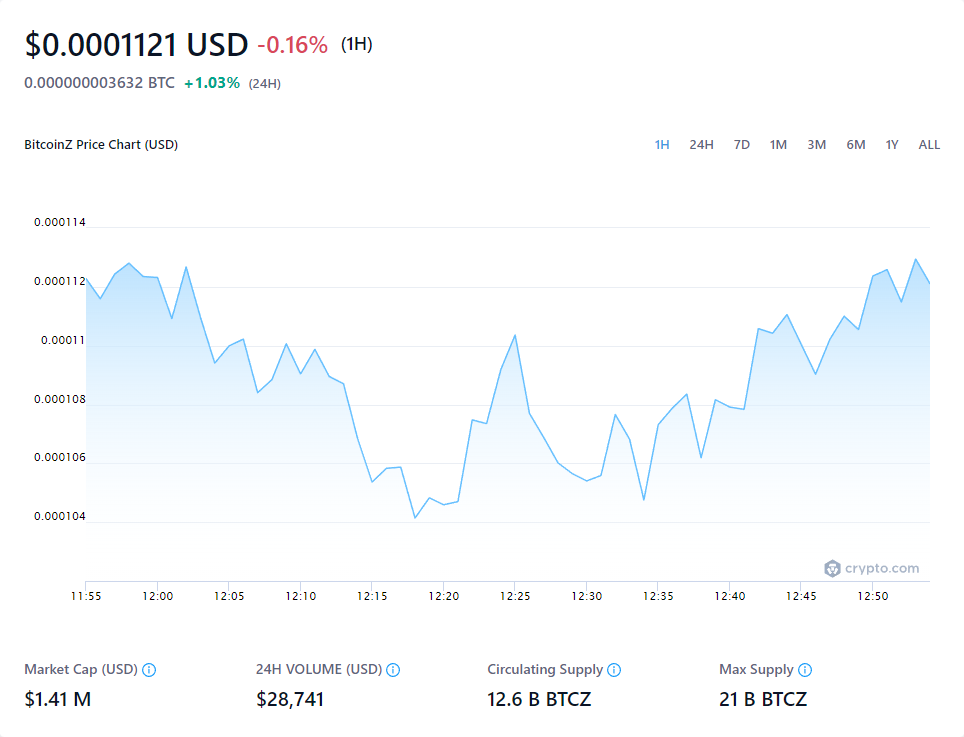 $0.0001121 USD -0.16% (1H)
0.000000003632 BTC +1.03% (24H)
BitcoinZ Price Chart (USD) 1H 24H 7D 1M 3M 6M 1Y ALL
0.000114
0.000112
0.00011
0.000108
0.000106
0.000104
crypto.com
11:55 12:00 12:05 12:10 12:15 12:20 12:25 12:30 12:35 12:40 12:45 12:50
Market Cap (USD) 24H VOLUME (USD) Circulating Supply Max Supply
$1.41 M $28,741 12.6 B BTCZ 21 B BTCZ